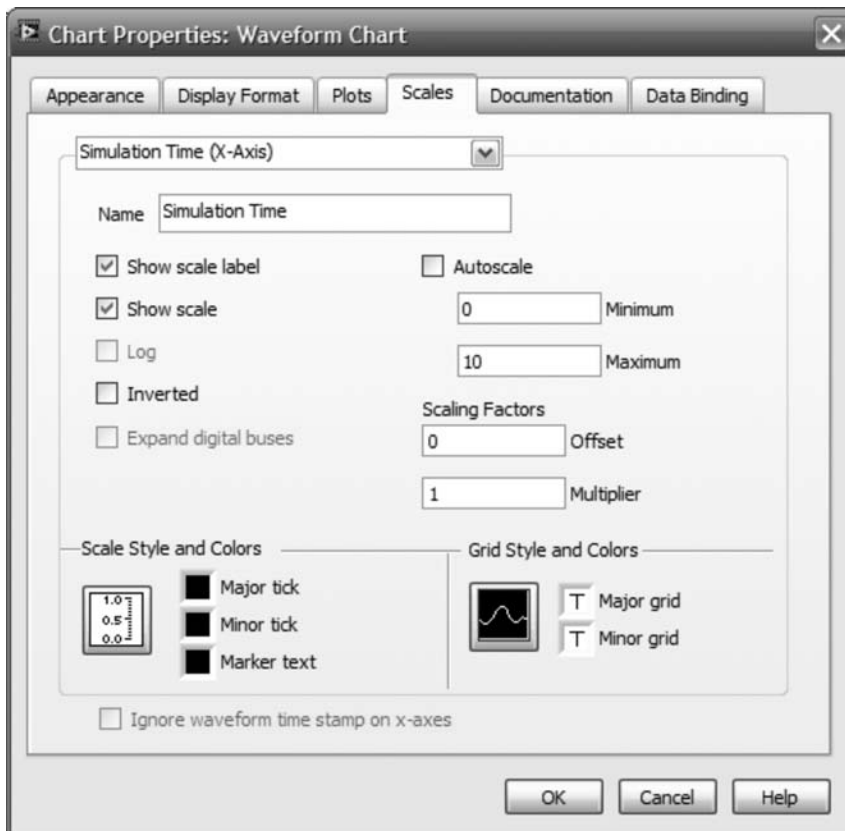 Chart Properties: Waveform Chart
Appearance Display Format Plots Scales Documentation Data Binding
Simulation Time (X-Axis)
Name Simulation Time
Show scale label Autoscale
Show scale 0 Minimum
Log 10 Maximum
Inverted Scaling Factors
Expand digital buses 0 Offset
1 Multiplier
Scale Style and Colors Grid Style and Colors
1.0
0.5
0.0
Major tick
Minor tick
Marker text
T Major grid
T Minor grid
Ignore waveform time stamp on x-axes
OK Cancel Help